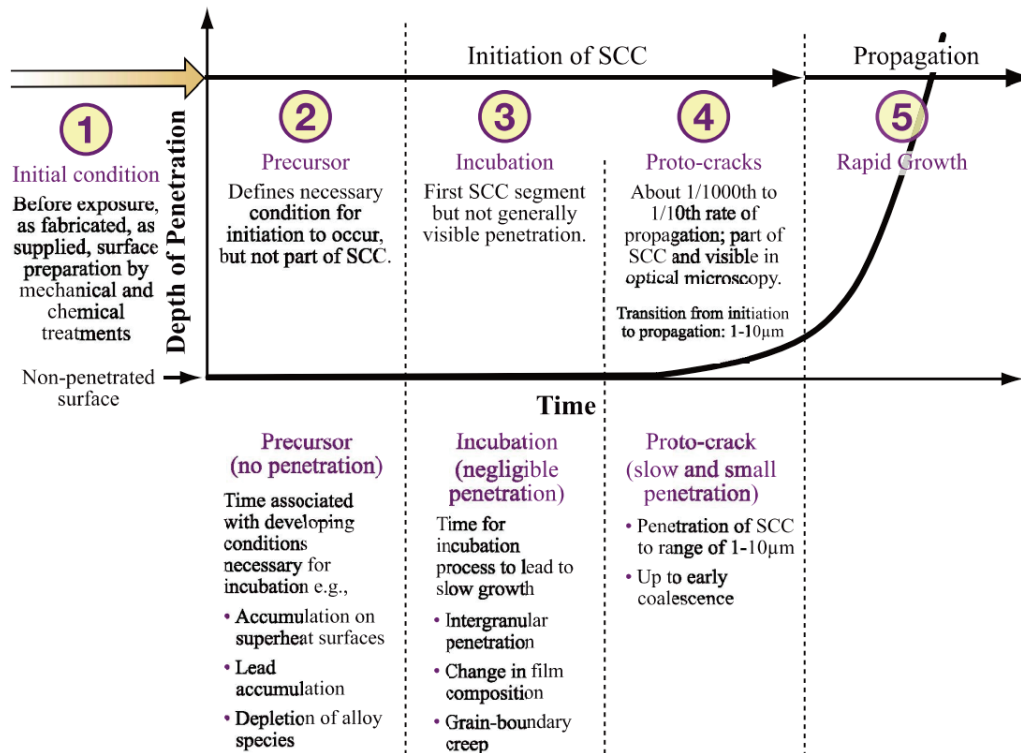 Initiation of SCC
Propagation
1
Initial condition
Before exposure,
as fabricated, as
supplied, surface
preparation by
mechanical and
chemical
treatments
Non-penetrated
surface
Depth of Penetration
2
Precursor
Defines necessary
condition for
initiation to occur,
but not part of SCC.
3
Incubation
First SCC segment
but not generally
visible penetration.
4
Proto-cracks
About 1/1000th to
1/10th rate of
propagation; part of
SCC and visible in
optical microscopy.
Transition from initiation
to propagation: 1-10µm
5
Rapid Growth
Time
Precursor
(no penetration)
Time associated
with developing
conditions
necessary for
incubation e.g.,
• Accumulation on
superheat surfaces
• Lead
accumulation
• Depletion of alloy
species
Incubation
(negligible
penetration)
Time for
incubation
process to lead to
slow growth
• Intergranular
penetration
• Change in film
composition
• Grain-boundary
creep
Proto-crack
(slow and small
penetration)
• Penetration of SCC
to range of 1-10µm
• Up to early
coalescence